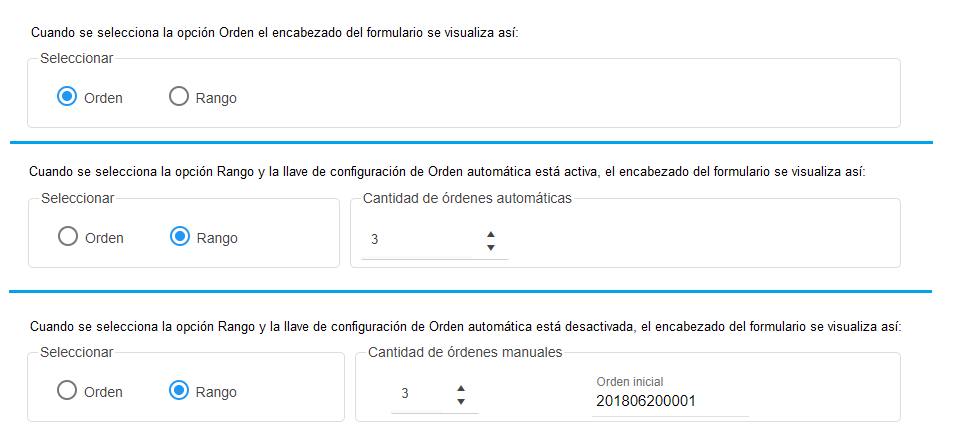 Cuando se selecciona la opción Orden el encabezado del formulario se visualiza así:
Seleccionar
Orden Rango
Cuando se selecciona la opción Rango y la llave de configuración de Orden automática está activa, el encabezado del formulario se visualiza así:
Seleccionar Cantidad de órdenes automáticas
Orden Rango 3
Cuando se selecciona la opción Rango y la llave de configuración de Orden automática está desactivada, el encabezado del formulario se visualiza así:
Seleccionar Cantidad de órdenes manuales
Orden inicial
Orden Rango 3 201806200001